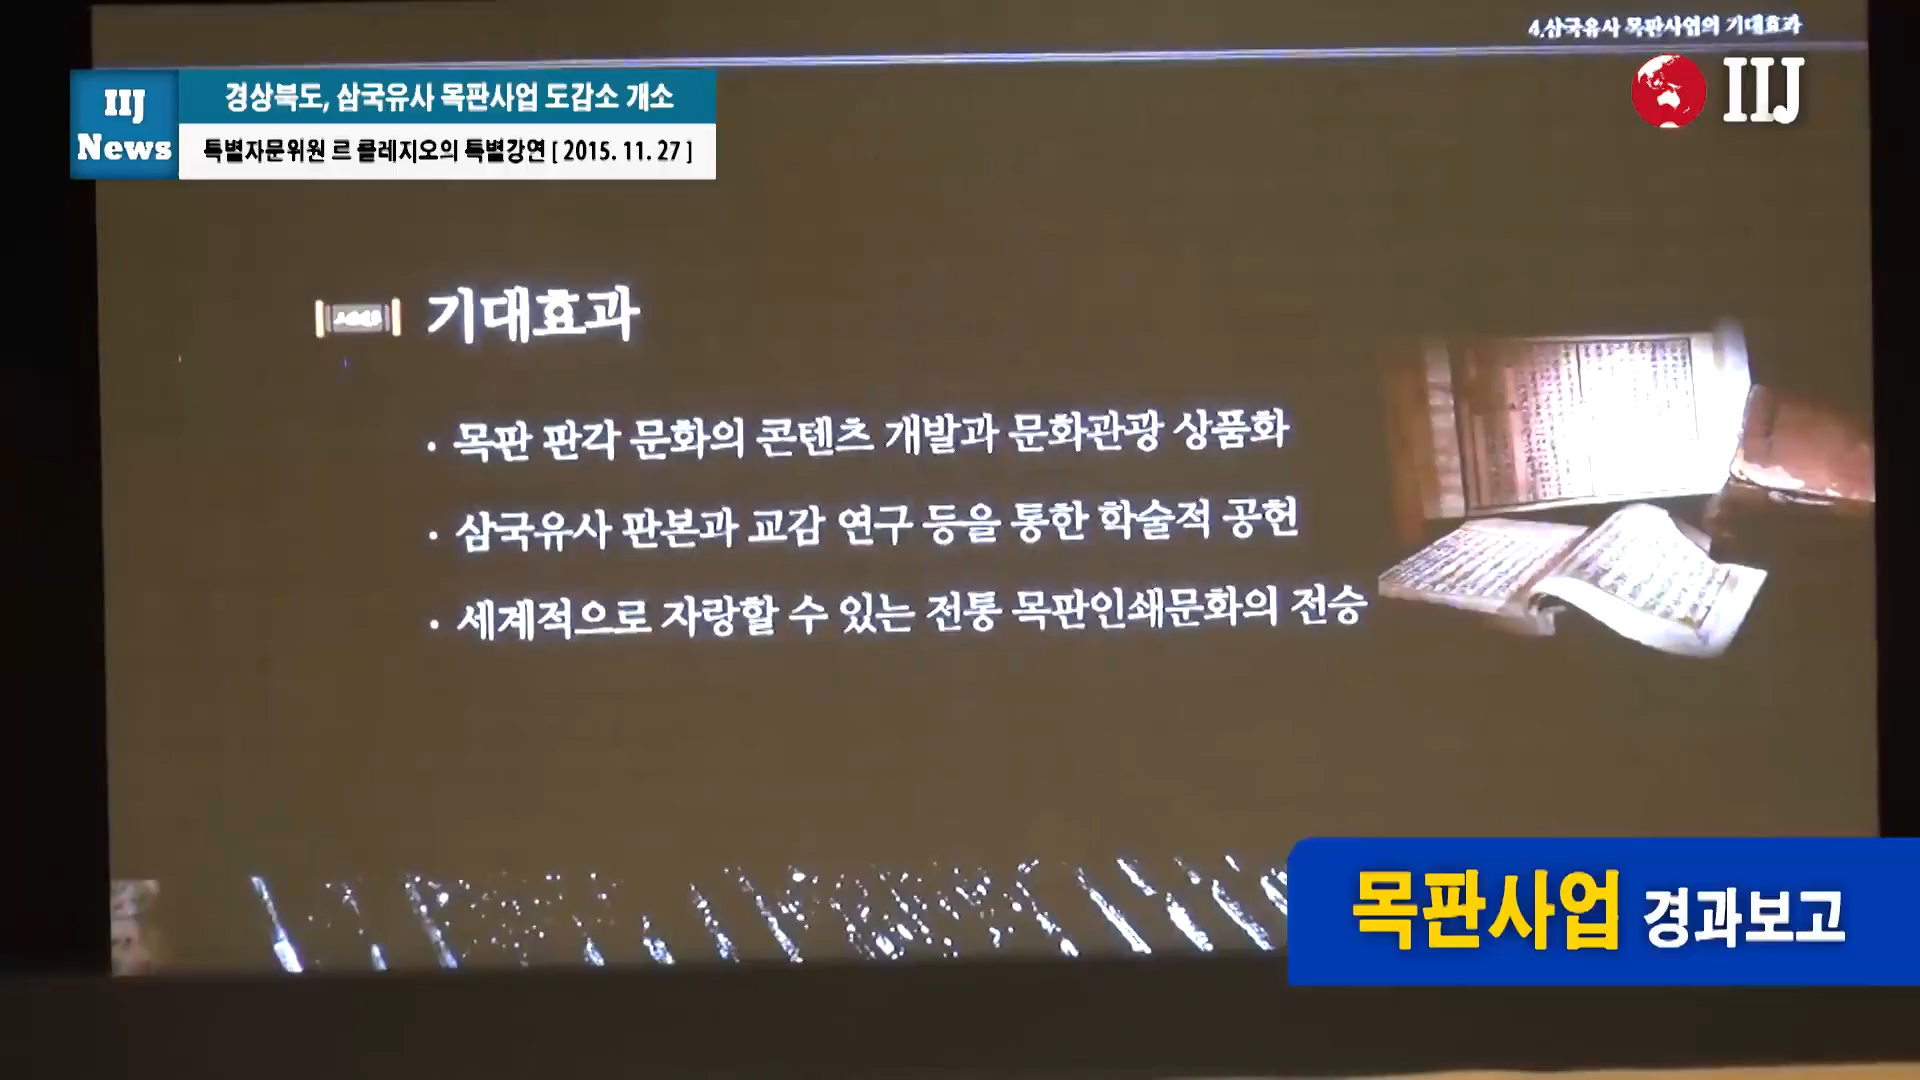 4.삼국유사 목판사업의 기대효과
IIJ
News
경상북도, 삼국유사 목판사업 도감소 개소
특별자문위원 르 클레지오의 특별강연 [ 2015. 11. 27 ]
IIJ
기대효과
· 목판 판각 문화의 콘텐츠 개발과 문화관광 상품화
· 삼국유사 판본과 교감 연구 등을 통한 학술적 공헌
· 세계적으로 자랑할 수 있는 전통 목판인쇄문화의 전승
목판사업 경과보고